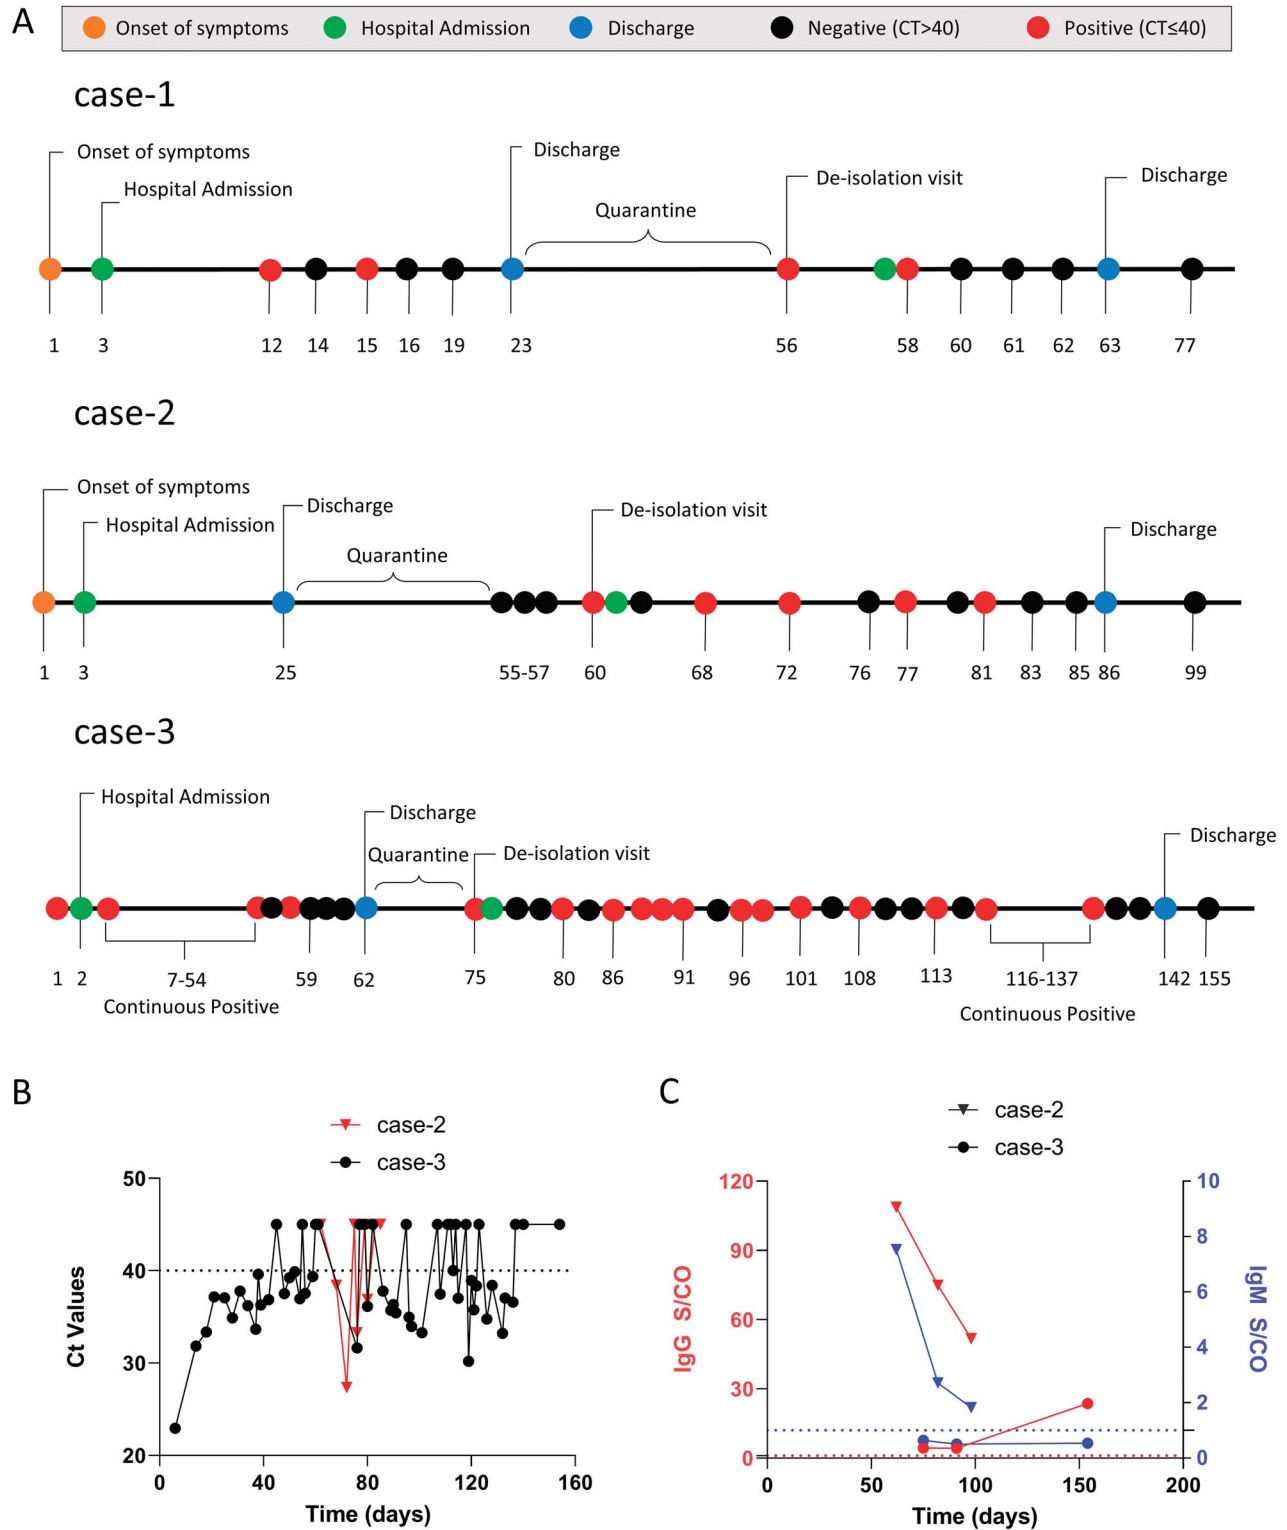 A
Onset of symptoms Hospital Admission Discharge Negative (CT>40) Positive (CT≤40)
case-1
Onset of symptoms
Hospital Admission
Discharge
Quarantine
De-isolation visit
Discharge
1 3 12 14 15 16 19 23 56 58 60 61 62 63 77
case-2
Onset of symptoms
Hospital Admission
Discharge
Quarantine
De-isolation visit
Discharge
1 3 25 55-57 60 68 72 76 77 81 83 85 86 99
case-3
Hospital Admission
Discharge
Quarantine
De-isolation visit
Discharge
1 2 7-54 59 62 75 80 86 91 96 101 108 113 116-137 142 155
Continuous Positive
Continuous Positive
B
case-2
case-3
Ct Values
50
40
30
20
0 40 80 120 160
Time (days)
C
case-2
case-3
IgG S/CO
120
90
60
30
0
IgM S/CO
10
8
6
4
2
0
0 50 100 150 200
Time (days)